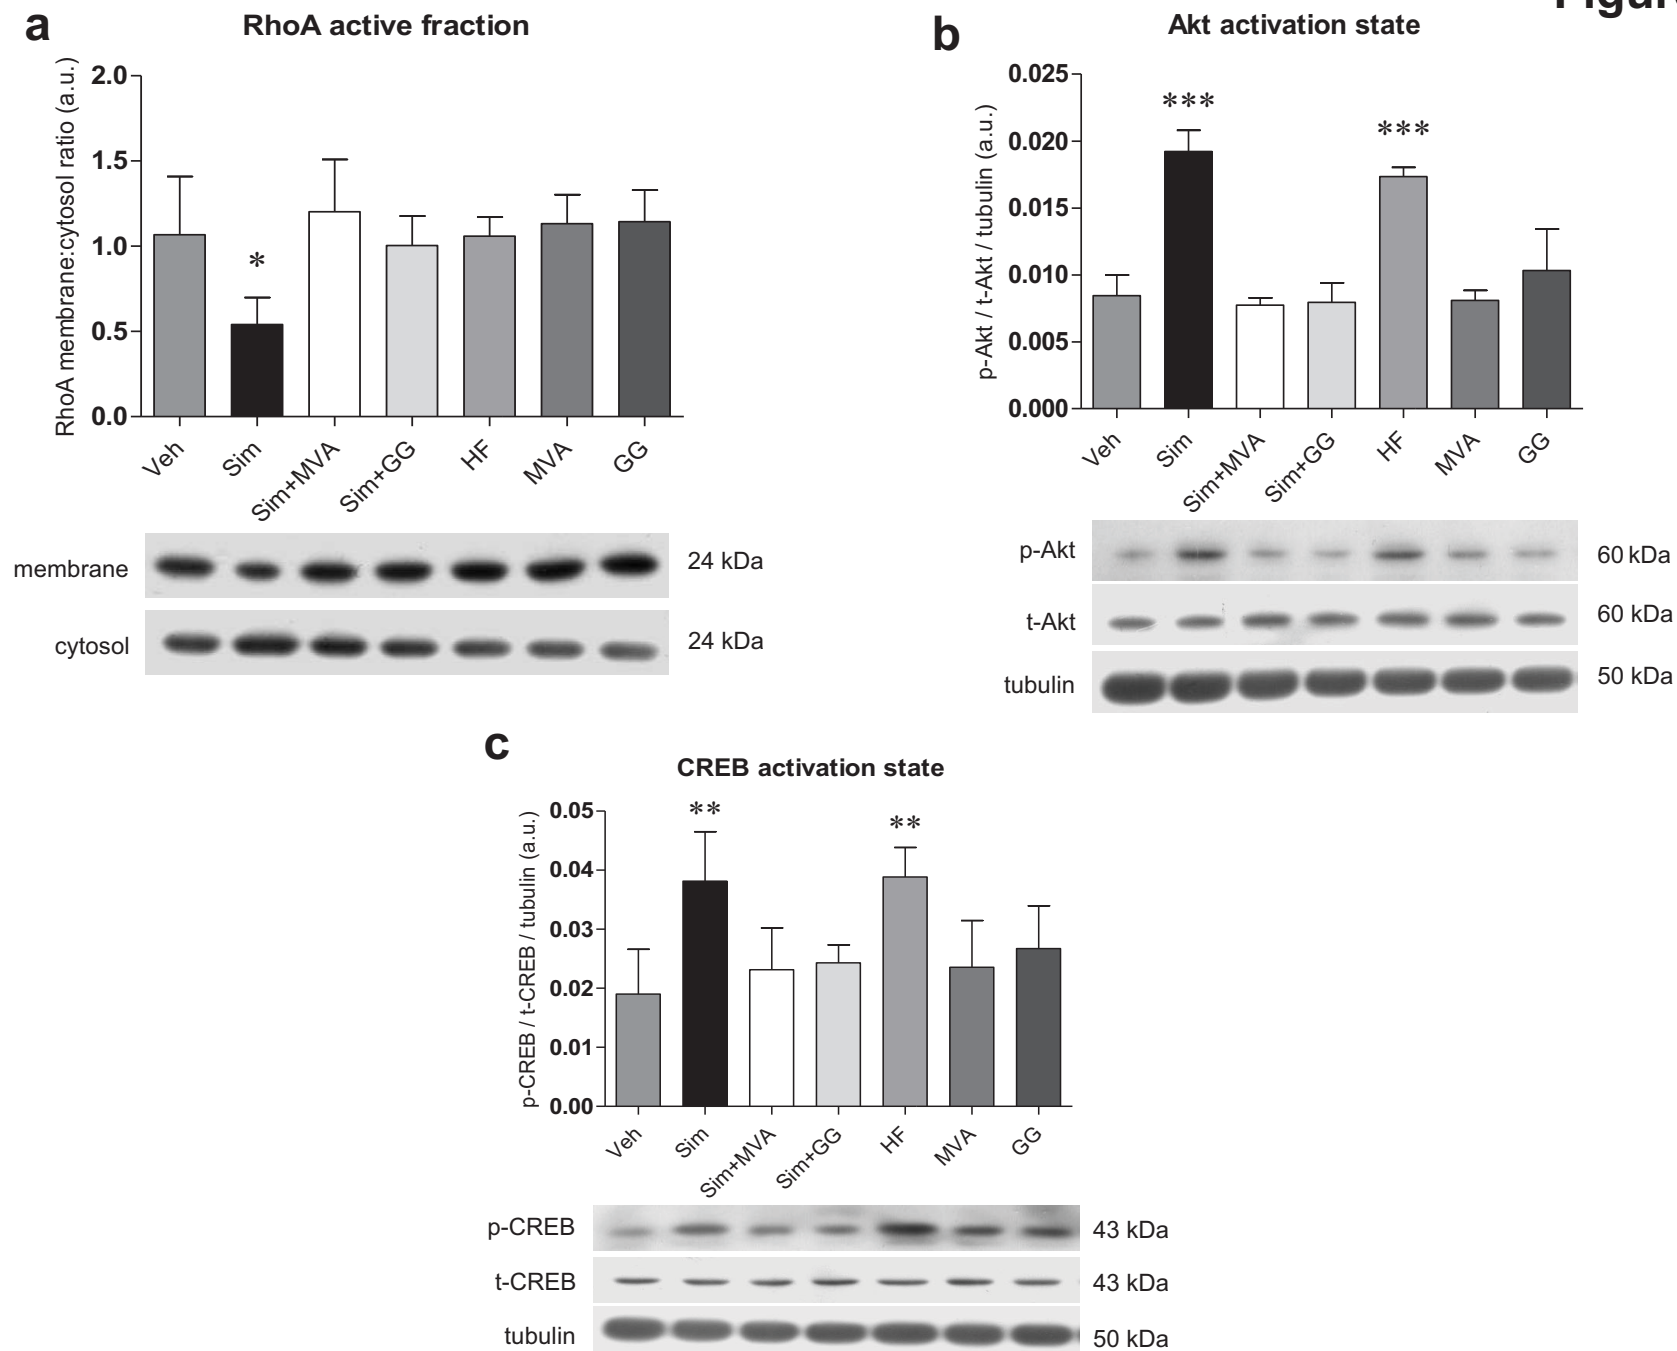 Figure
a
RhoA active fraction
RhoA membrane:cytosol ratio (a.u.)
2.0
1.5
1.0
0.5
0.0
*
Veh
Sim
Sim+MVA
Sim+GG
HF
MVA
GG
membrane
24 kDa
cytosol
24 kDa
b
Akt activation state
p-Akt / t-Akt / tubulin (a.u.)
0.025
0.020
0.015
0.010
0.005
0.000
***
***
Veh
Sim
Sim+MVA
Sim+GG
HF
MVA
GG
p-Akt
60 kDa
t-Akt
60 kDa
tubulin
50 kDa
c
CREB activation state
p-CREB / t-CREB / tubulin (a.u.)
0.05
0.04
0.03
0.02
0.01
0.00
**
**
Veh
Sim
Sim+MVA
Sim+GG
HF
MVA
GG
p-CREB
43 kDa
t-CREB
43 kDa
tubulin
50 kDa